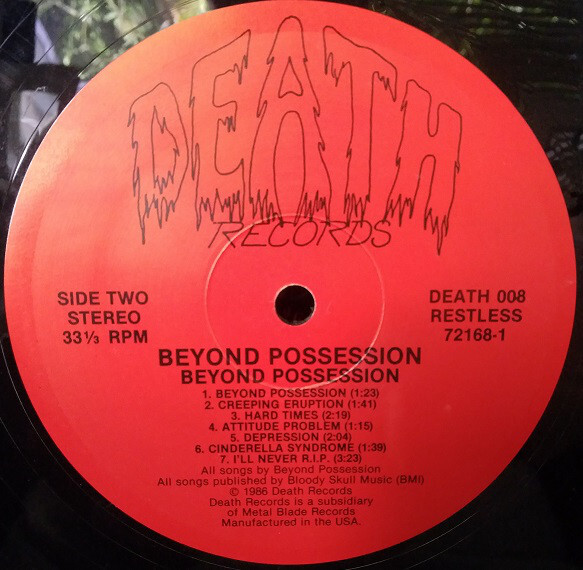 DEATH
RECORDS
SIDE TWO
STEREO
33⅓ RPM
DEATH 008
RESTLESS
72168-1
BEYOND POSSESSION
BEYOND POSSESSION
1. BEYOND POSSESSION (1:23)
2. CREEPING ERUPTION (1:41)
3. HARD TIMES (2:19)
4. ATTITUDE PROBLEM (1:15)
5. DEPRESSION (2:04)
6. CINDERELLA SYNDROME (1:39)
7. I'LL NEVER R.I.P. (3:23)
All songs by Beyond Possession
All songs published by Bloody Skull Music (BMI)
© 1986 Death Records
Death Records is a subsidiary
of Metal Blade Records
Manufactured in the USA.